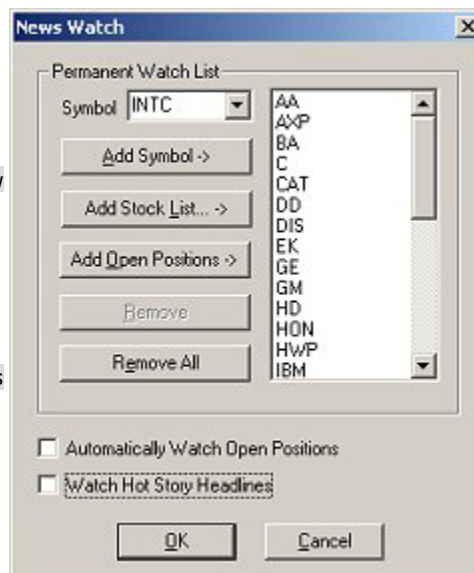 News Watch
Permanent Watch List
Symbol INTC
Add Symbol ->
Add Stock List... ->
Add Open Positions ->
Remove
Remove All
AA
AXP
BA
C
CAT
DD
DIS
EK
GE
GM
HD
HON
HWP
IBM
Automatically Watch Open Positions
Watch Hot Story Headlines
OK
Cancel